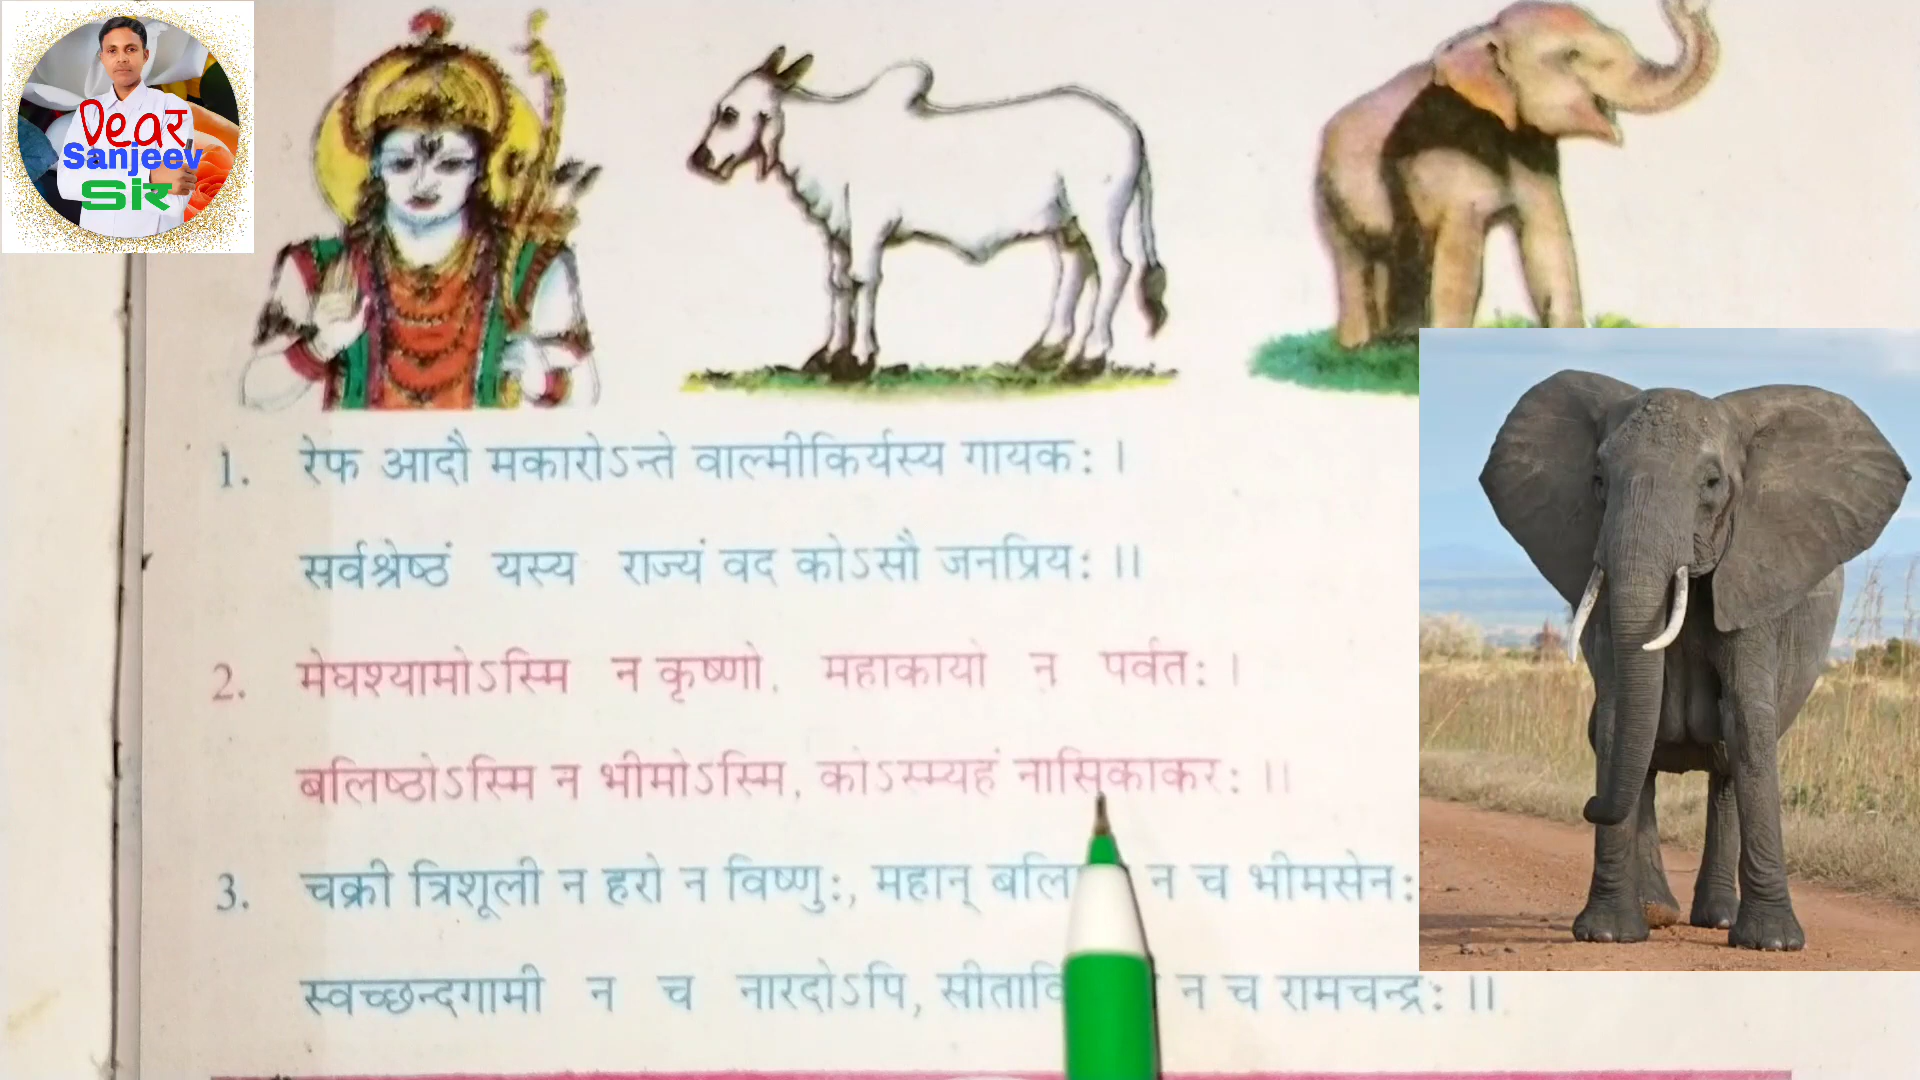 Dear
Sanjeev
Sir
1. रेफ आदौ मकारोऽन्ते वाल्मीकिर्यस्य गायकः ।
सर्वश्रेष्ठं यस्य राज्यं वद कोऽसौ जनप्रियः ।।
2. मेघश्यामोऽस्मि न कृष्णो, महाकायो न पर्वतः ।
बलिष्ठोऽस्मि न भीमोऽस्मि, कोऽस्म्यहं नासिकाकरः ।।
3. चक्री त्रिशूली न हरो न विष्णुः, महान् न च भीमसेनः
स्वच्छन्दगामी न च नारदोऽपि, न च रामचन्द्रः ।।